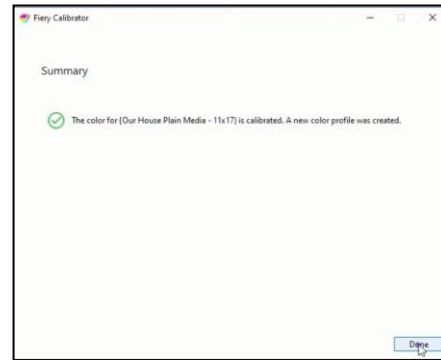 Fiery Calibrator
Summary
The color for (Our House Plain Media - 11x17) is calibrated. A new color profile was created.
Done